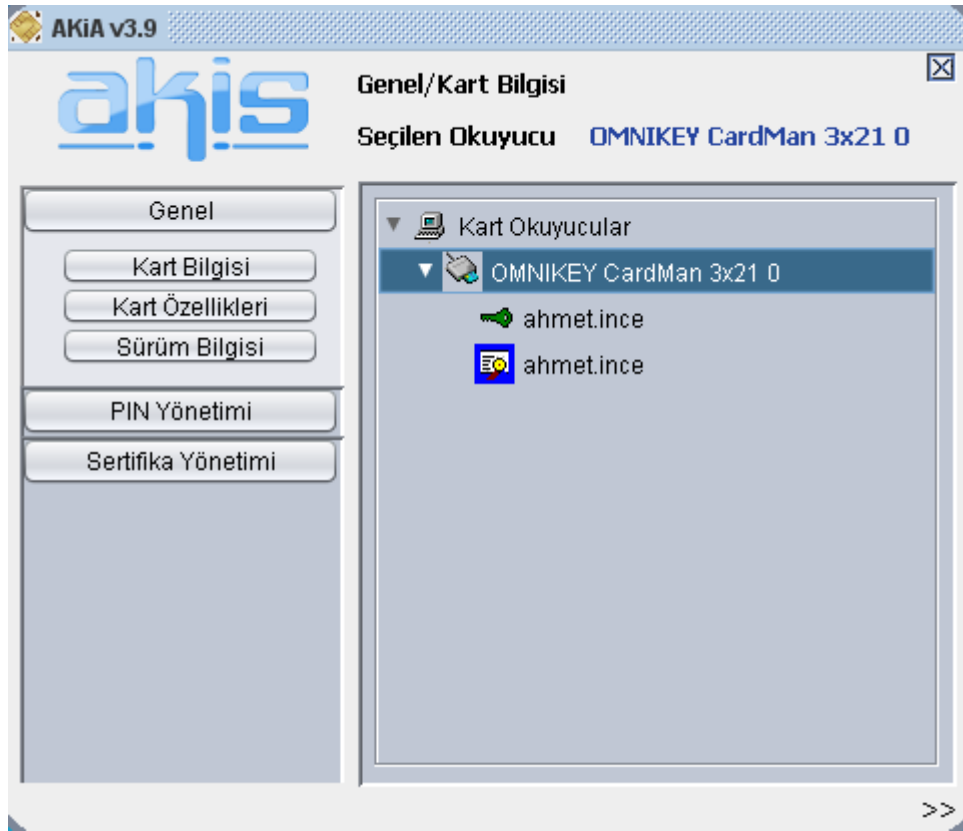 AKiA v3.9
akis
Genel/Kart Bilgisi
Seçilen Okuyucu OMNIKEY CardMan 3x21 0
Genel
Kart Bilgisi
Kart Özellikleri
Sürüm Bilgisi
PIN Yönetimi
Sertifika Yönetimi
Kart Okuyucular
OMNIKEY CardMan 3x21 0
ahmet.ince
ahmet.ince
>>